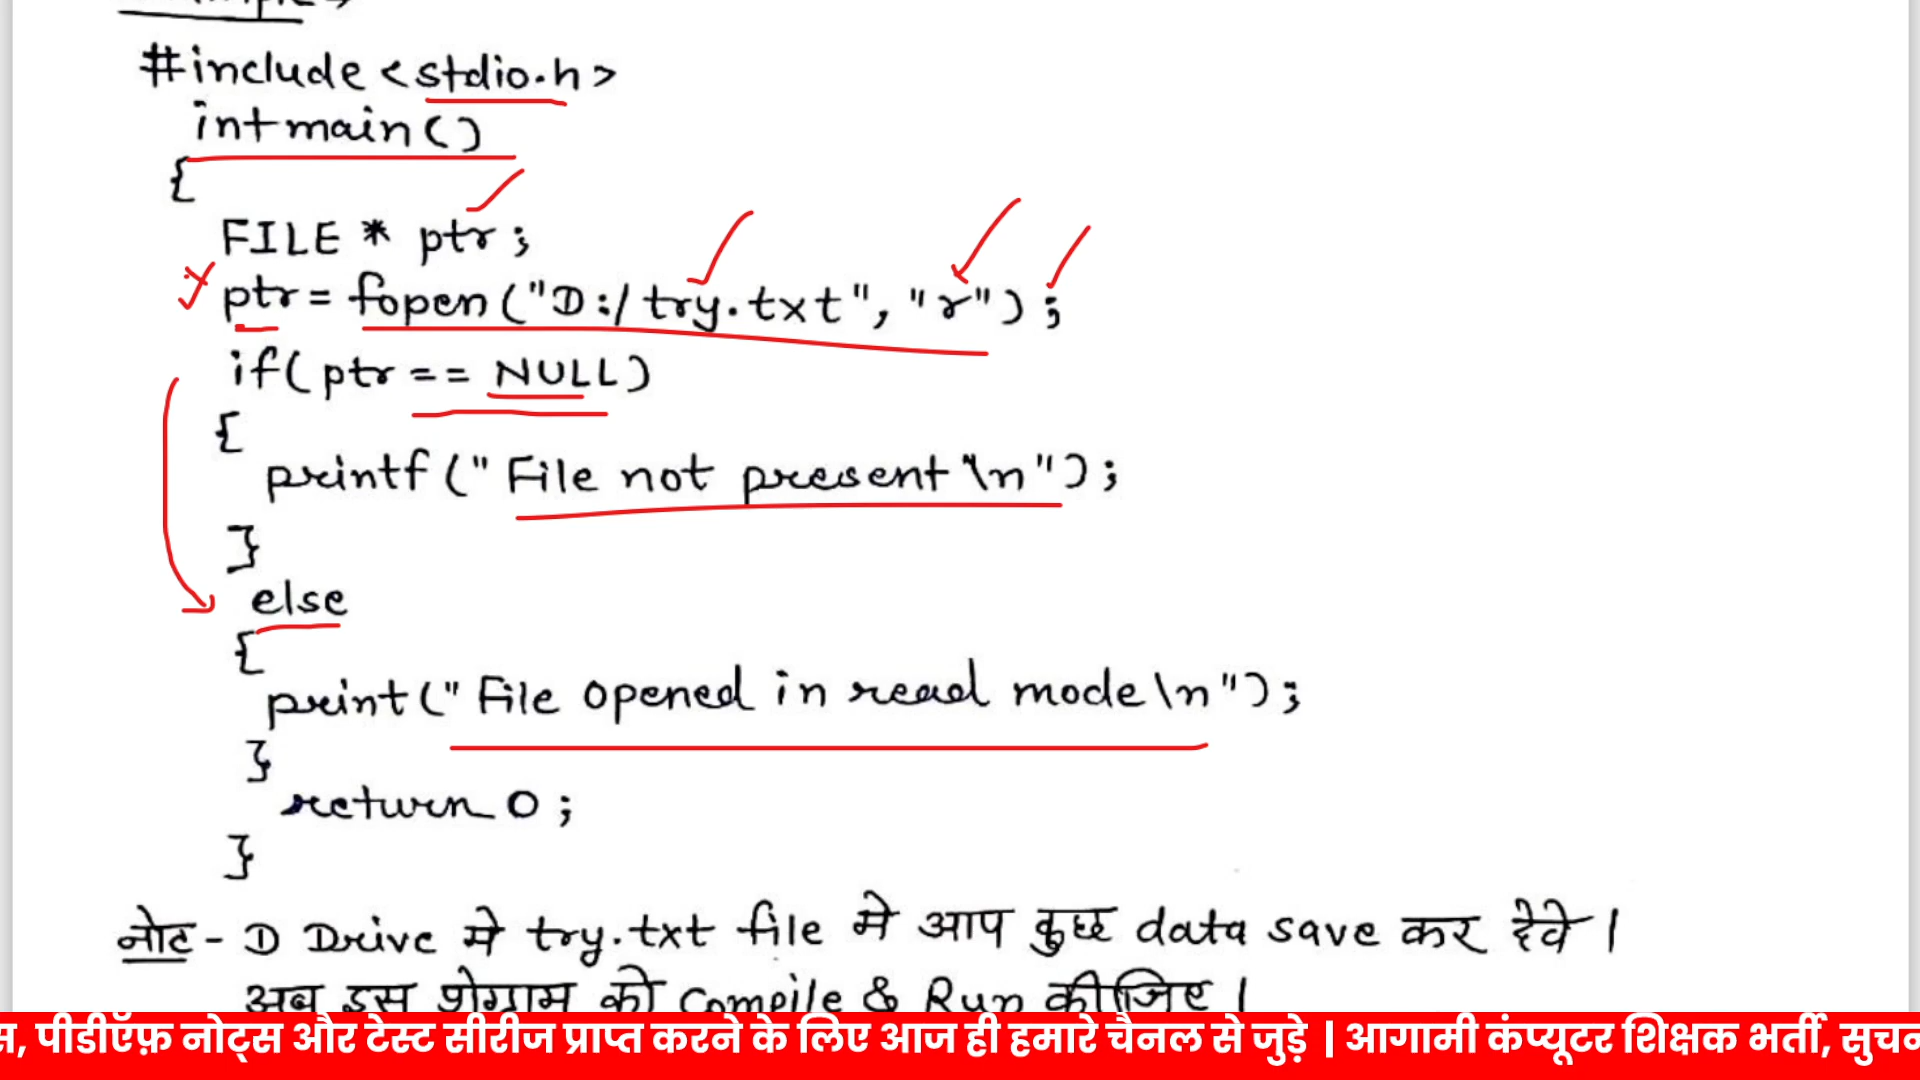 #include <stdio.h>
int main()
{
FILE * ptr;
ptr = fopen("D:/try.txt", "r");
if(ptr == NULL)
{
printf("File not present \n");
}
else
{
print("File opened in read mode \n");
}
return 0;
}
नोट - D Drive मे try.txt file मे आप कुछ data save कर देवे।
अब इस प्रोग्राम को Compile & Run कीजिए।
पीडीऍफ़ नोट्स और टेस्ट सीरीज प्राप्त करने के लिए आज ही हमारे चैनल से जुड़े | आगामी कंप्यूटर शिक्षक भर्ती,